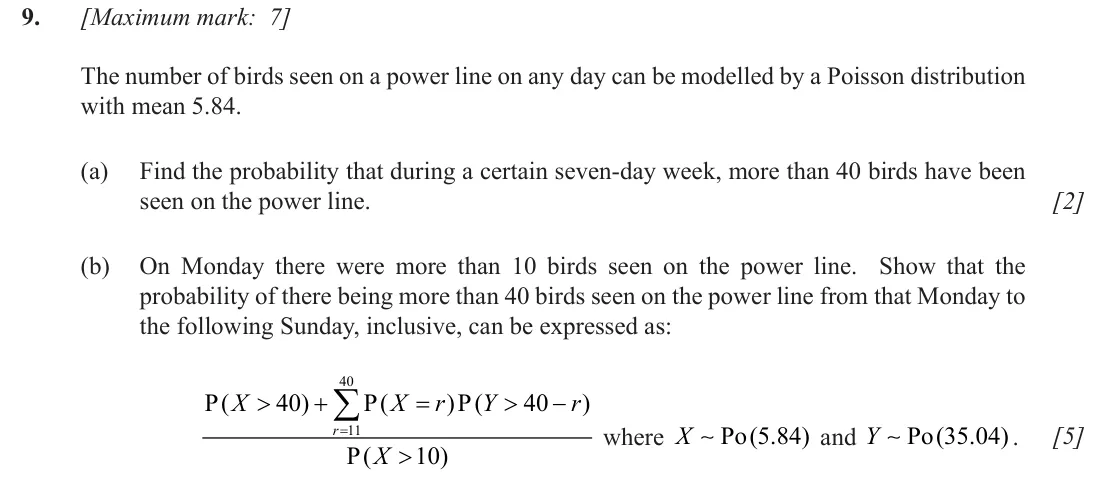 9. [Maximum mark: 7]
The number of birds seen on a power line on any day can be modelled by a Poisson distribution
with mean 5.84.
(a) Find the probability that during a certain seven-day week, more than 40 birds have been
seen on the power line. [2]
(b) On Monday there were more than 10 birds seen on the power line. Show that the
probability of there being more than 40 birds seen on the power line from that Monday to
the following Sunday, inclusive, can be expressed as:
40
P(X > 40) + ∑ P(X = r)P(Y > 40 − r)
r=11
where X ~ Po(5.84) and Y ~ Po(35.04). [5]
P(X > 10)